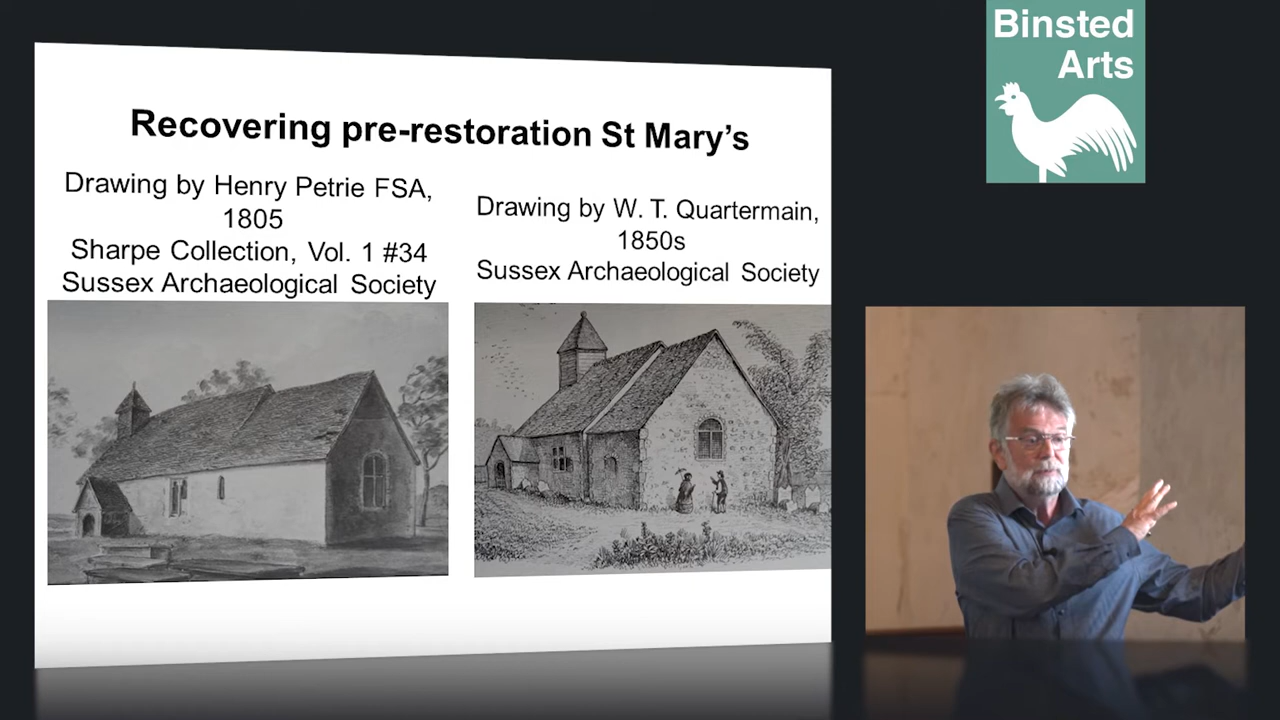 Binsted
Arts
Recovering pre-restoration St Mary's
Drawing by Henry Petrie FSA,
1805
Sharpe Collection, Vol. 1 #34
Sussex Archaeological Society
Drawing by W. T. Quartermain,
1850s
Sussex Archaeological Society